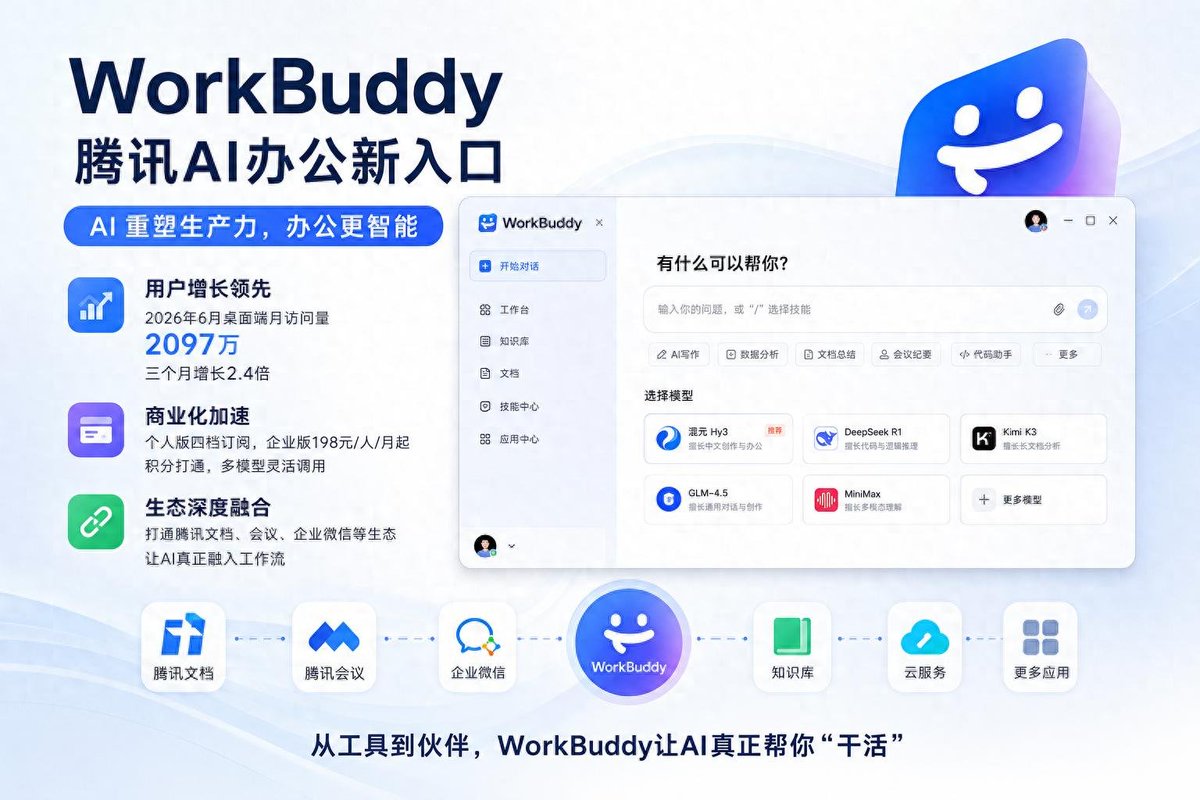 WorkBuddy
腾讯AI办公新入口
AI 重塑生产力，办公更智能
用户增长领先
2026年6月桌面端月访问量
2097万
三个月增长2.4倍
商业化加速
个人版四档订阅，企业版198元/人/月起
积分打通，多模型灵活调用
生态深度融合
打通腾讯文档、会议、企业微信等生态
让AI真正融入工作流
WorkBuddy
开始对话
工作台
知识库
文档
技能中心
应用中心
有什么可以帮你？
输入你的问题，或“/”选择技能
AI写作
数据分析
文档总结
会议纪要
代码助手
更多
选择模型
混元 Hy3
推荐
擅长中文创作与办公
DeepSeek R1
擅长代码与逻辑推理
Kimi K3
擅长长文档分析
GLM-4.5
擅长通用对话与创作
MiniMax
擅长多模态理解
更多模型
腾讯文档
腾讯会议
企业微信
WorkBuddy
知识库
云服务
更多应用
从工具到伙伴，WorkBuddy让AI真正帮你“干活”